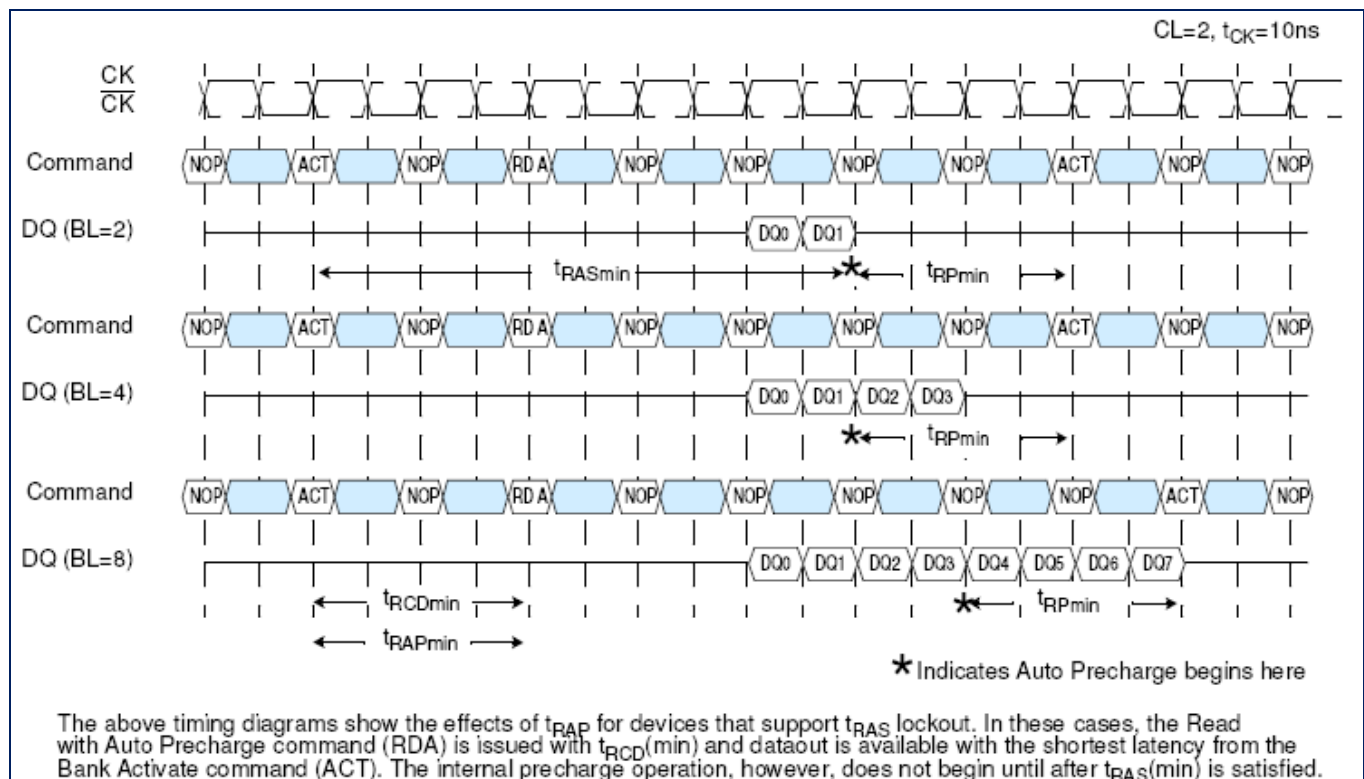 CL=2, tCK=10ns
CK
CK
Command NOP ACT NOP RDA NOP NOP NOP NOP ACT NOP NOP
DQ (BL=2) DQ0 DQ1
tRASmin * tRPmin
Command NOP ACT NOP RDA NOP NOP NOP NOP ACT NOP NOP
DQ (BL=4) DQ0 DQ1 DQ2 DQ3
* tRPmin
Command NOP ACT NOP RDA NOP NOP NOP NOP NOP ACT NOP
DQ (BL=8) DQ0 DQ1 DQ2 DQ3 DQ4 DQ5 DQ6 DQ7
tRCDmin * tRPmin
tRAPmin
* Indicates Auto Precharge begins here
The above timing diagrams show the effects of tRAP for devices that support tRAS lockout. In these cases, the Read
with Auto Precharge command (RDA) is issued with tRCD(min) and dataout is available with the shortest latency from the
Bank Activate command (ACT). The internal precharge operation, however, does not begin until after tRAS(min) is satisfied.